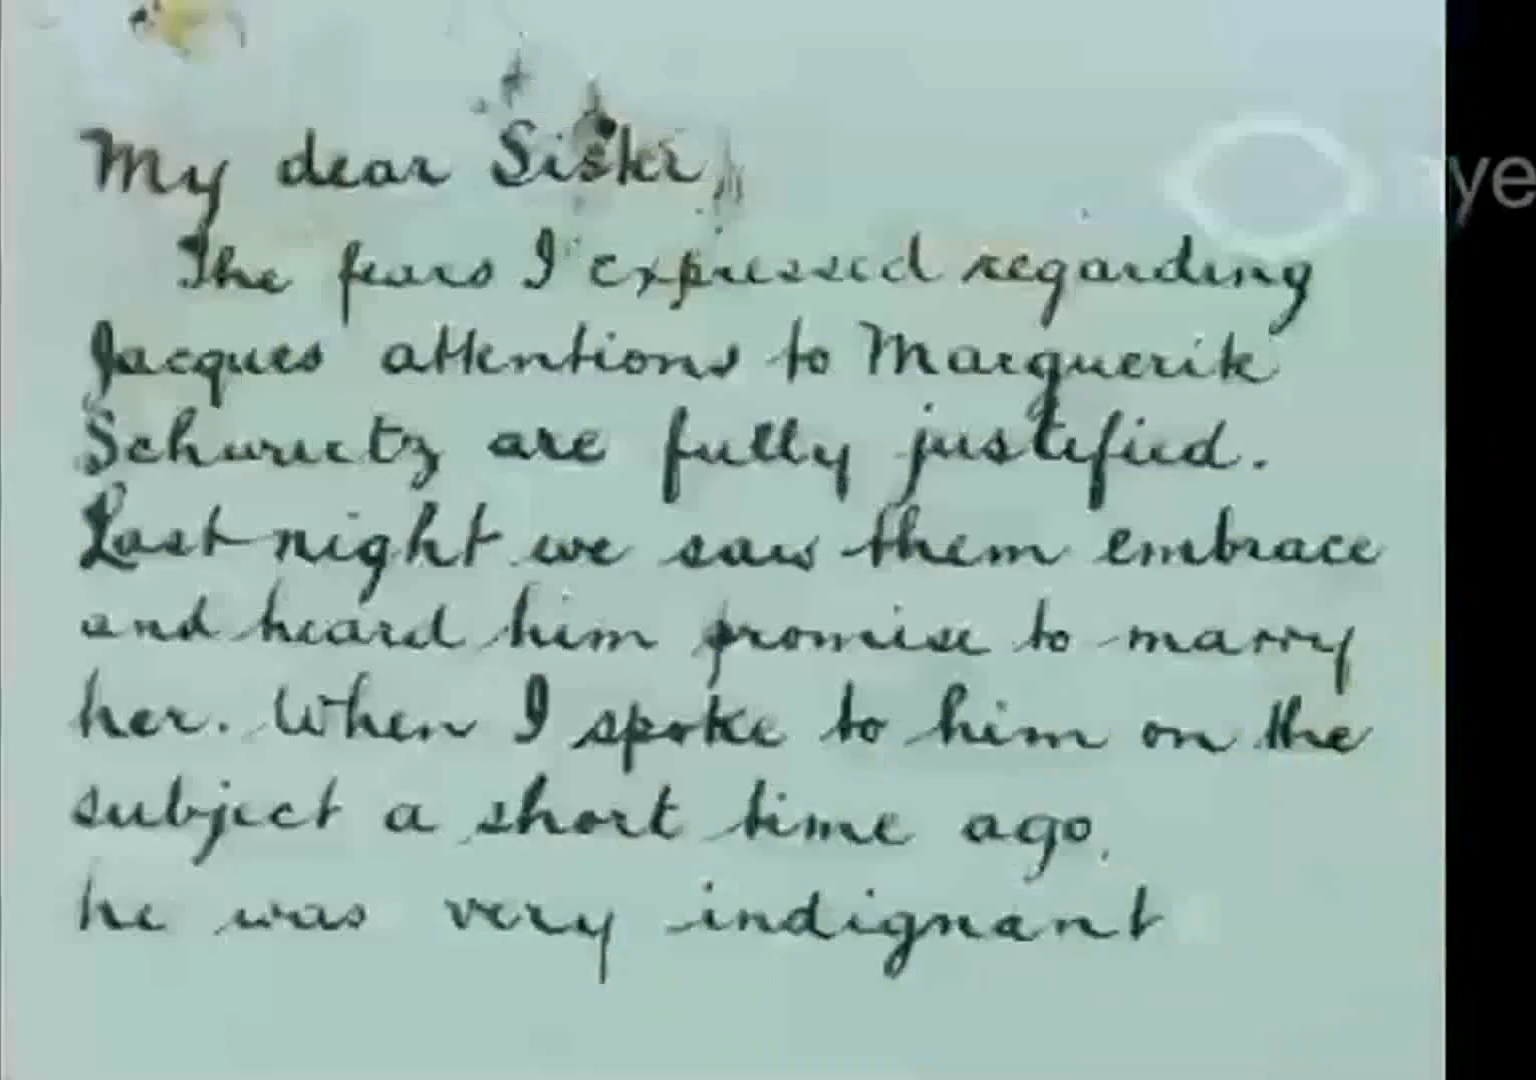 My dear Sister,
The fears I expressed regarding
Jacques attentions to Marguerite
Schurtz are fully justified.
Last night we saw them embrace
and heard him promise to marry
her. When I spoke to him on the
subject a short time ago,
he was very indignant
ye